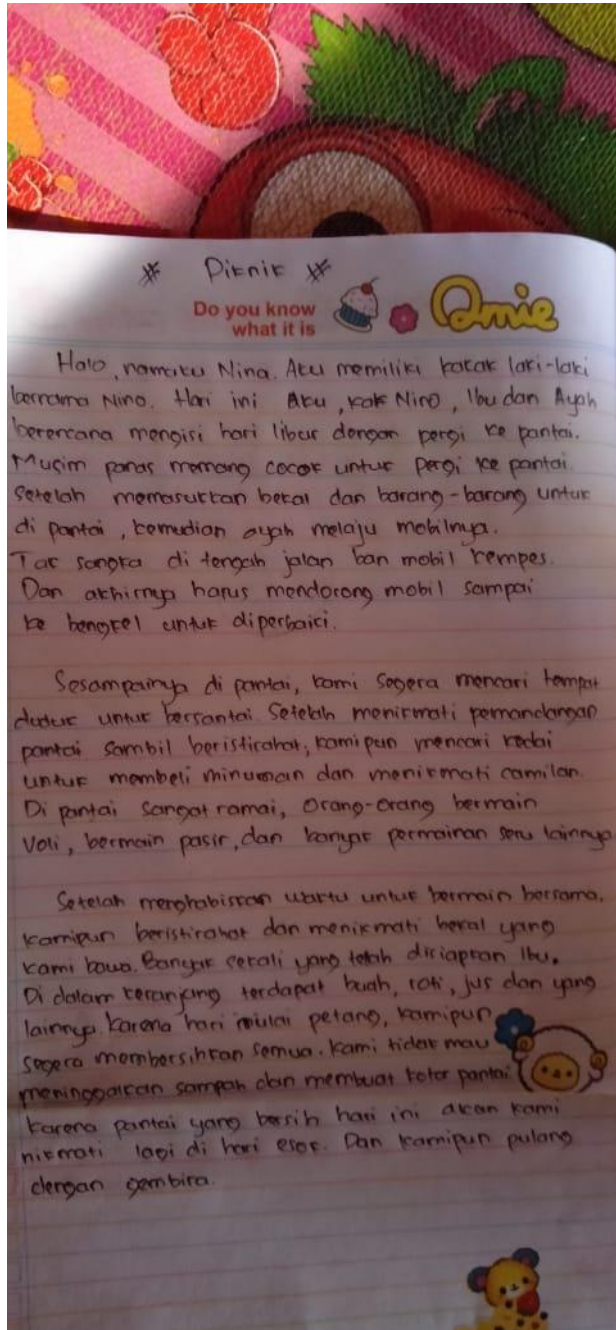 * Piknik *
Do you know
what it is
Qmie
Halo, namaku Nina. Aku memiliki kakak laki-laki
bernama Nino. Hari ini Aku, kak Nino, Ibu dan Ayah
berencana mengisi hari libur dengan pergi ke pantai.
Musim panas memang cocok untuk pergi ke pantai.
Setelah memasukkan bekal dan barang-barang untuk
di pantai, kemudian ayah melaju mobilnya.
Tak sangka di tengah jalan ban mobil kempes.
Dan akhirnya harus mendorong mobil sampai
ke bengkel untuk diperbaiki.
Sesampainya di pantai, kami segera mencari tempat
duduk untuk bersantai. Setelah menikmati pemandangan
pantai sambil beristirahat, kamipun mencari kedai
untuk membeli minuman dan menikmati camilan.
Di pantai sangat ramai, orang-orang bermain
Voli, bermain pasir, dan banyak permainan seru lainnya
Setelah menghabiskan waktu untuk bermain bersama.
kamipun beristirahat dan menikmati bekal yang
kami bawa. Banyak sekali yang telah disiapkan Ibu.
Di dalam keranjang terdapat buah, roti, jus dan yang
lainnya. Karena hari mulai petang, kamipun
segera membersihkan semua. Kami tidak mau
meninggalkan sampah dan membuat kotor pantai.
Karena pantai yang bersih hari ini akan kami
nikmati lagi di hari esok. Dan kamipun pulang
dengan gembira.